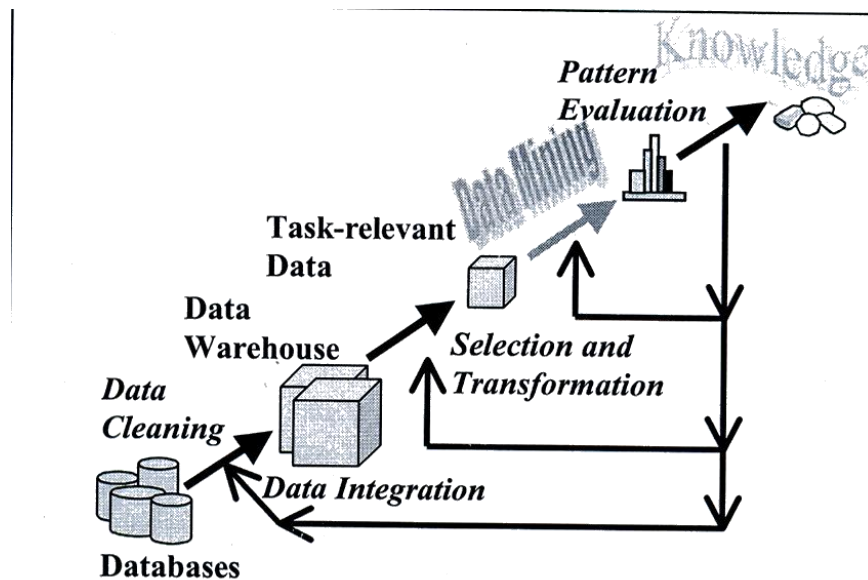 Knowledge
Pattern
Evaluation
Data Mining
Task-relevant
Data
Data
Warehouse
Selection and
Transformation
Data
Cleaning
Data Integration
Databases